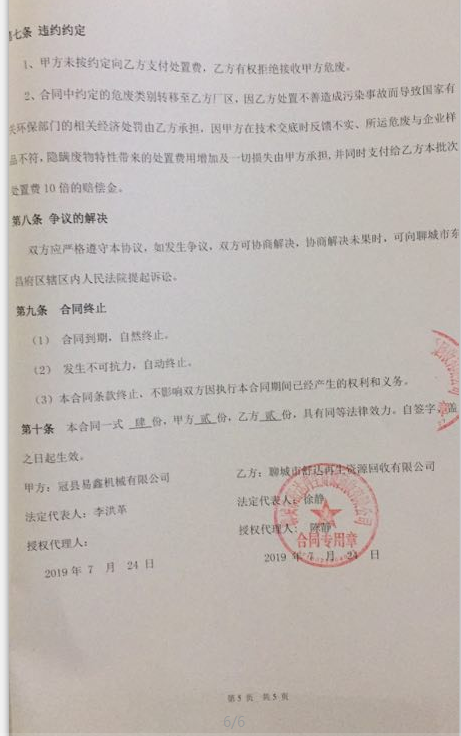 七条 违约约定
1、甲方未按约定向乙方支付处置费，乙方有权拒绝接收甲方危废。
2、合同中约定的危废类别转移至乙方厂区，因乙方处置不善造成污染事故而导致国家有
关环保部门的相关经济处罚由乙方承担，因甲方在技术交底时反馈不实、所运危废与企业样
品不符，隐瞒废物特性带来的处置费用增加及一切损失由甲方承担,并同时支付给乙方本批次
处置费 10 倍的赔偿金。
第八条 争议的解决
双方应严格遵守本协议，如发生争议，双方可协商解决，协商解决未果时，可向聊城市东
昌府区辖区内人民法院提起诉讼。
第九条 合同终止
（1） 合同到期，自然终止。
（2） 发生不可抗力，自动终止。
（3）本合同条款终止，不影响双方因执行本合同期间已经产生的权利和义务。
第十条 本合同一式 肆 份，甲方 贰 份，乙方 贰 份，具有同等法律效力。自签字、盖
之日起生效。
甲方：冠县易鑫机械有限公司
乙方：聊城市舒达再生资源回收有限公司
法定代表人：李洪革
法定代表人：徐静
授权代理人：
授权代理人：
2019 年 7 月 24 日
2019 年 7 月 24 日
合同专用章
第 5 页 共 5 页
6/6